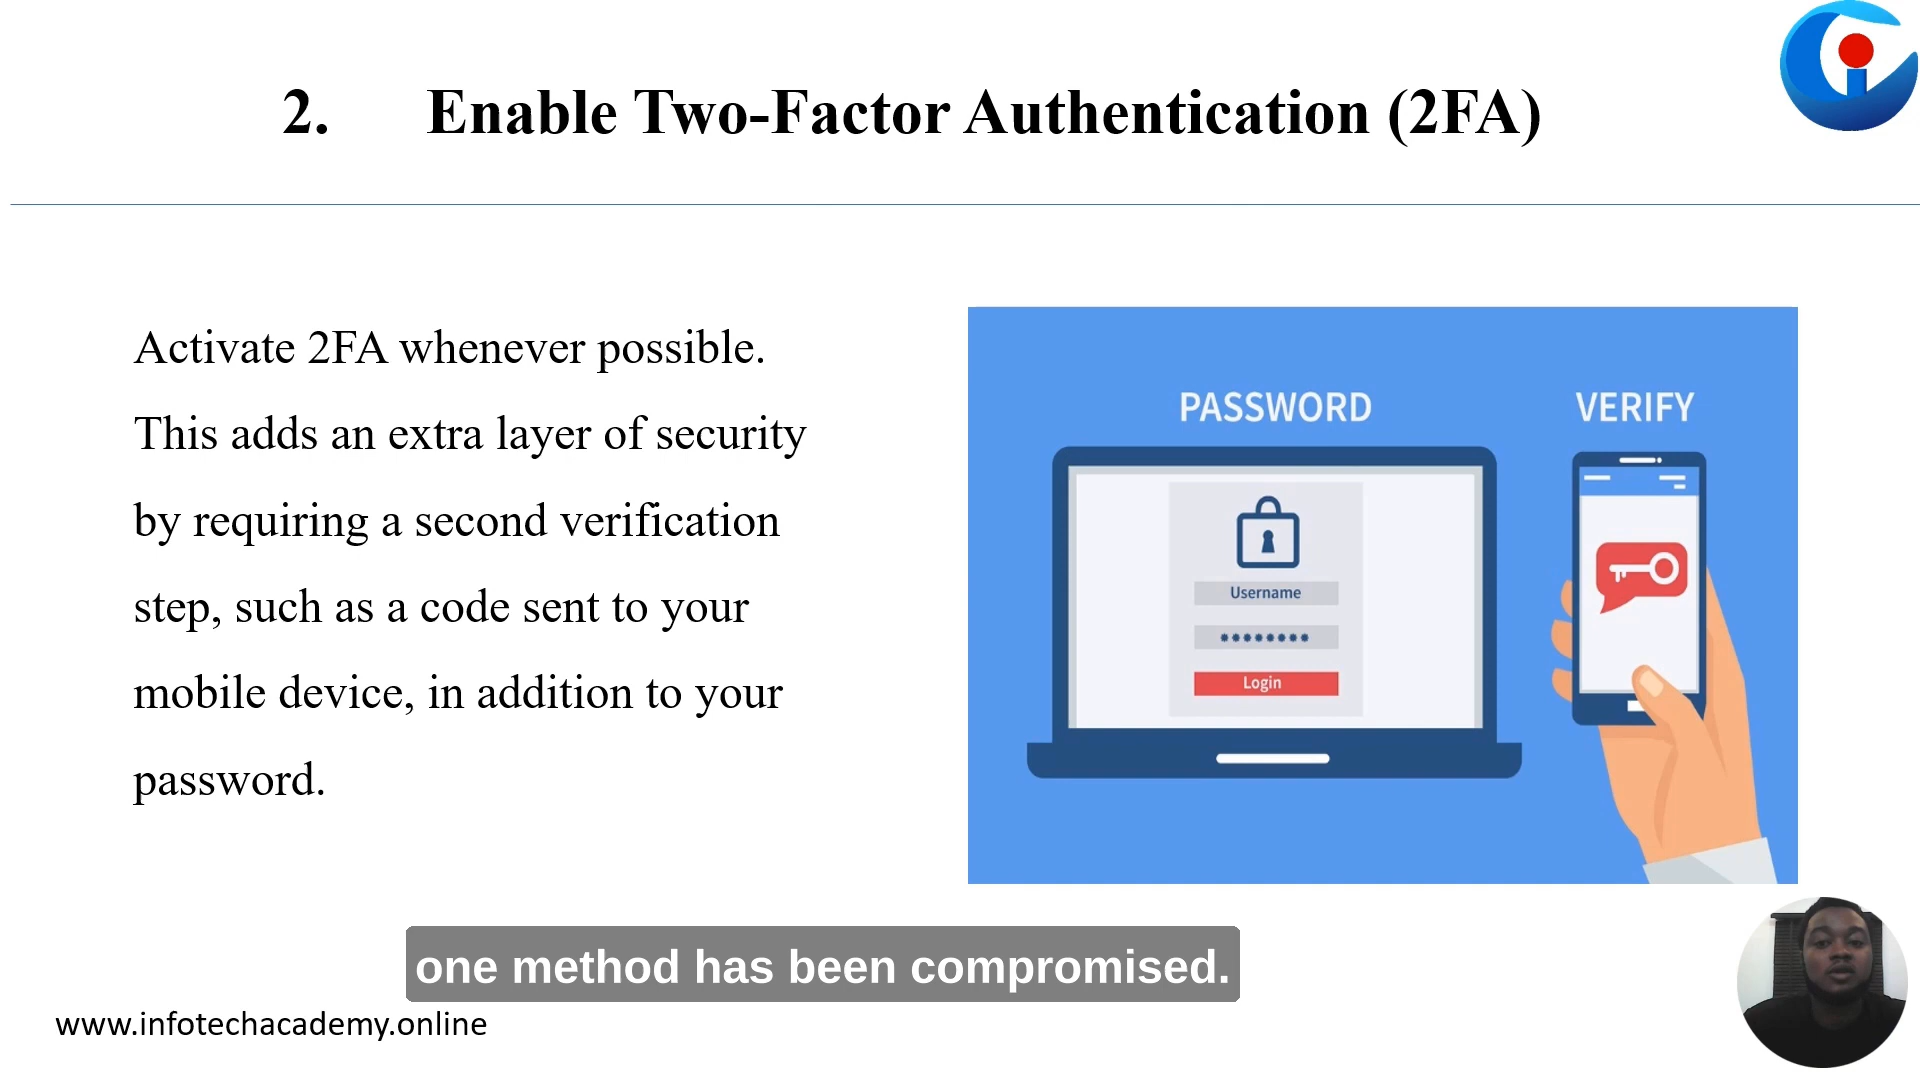 2. Enable Two-Factor Authentication (2FA)
Activate 2FA whenever possible.
This adds an extra layer of security
by requiring a second verification
step, such as a code sent to your
mobile device, in addition to your
password.
PASSWORD
VERIFY
Username
********
Login
one method has been compromised.
www.infotechacademy.online